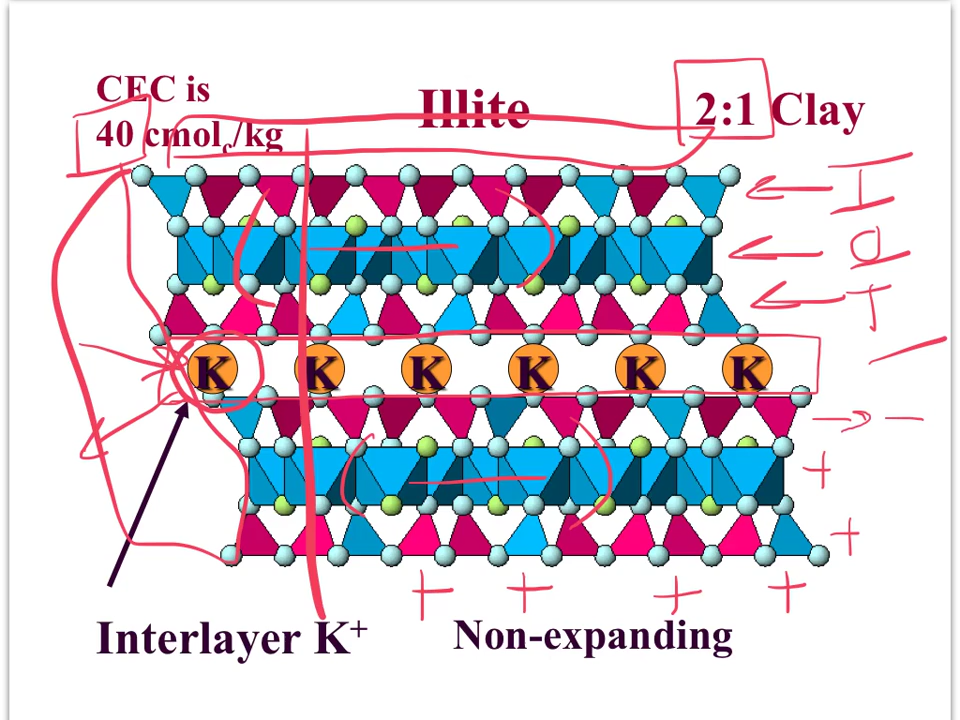 CEC is
40 cmolc/kg
Illite
2:1 Clay
T
O
T
K K K K K K
Interlayer K+
Non-expanding